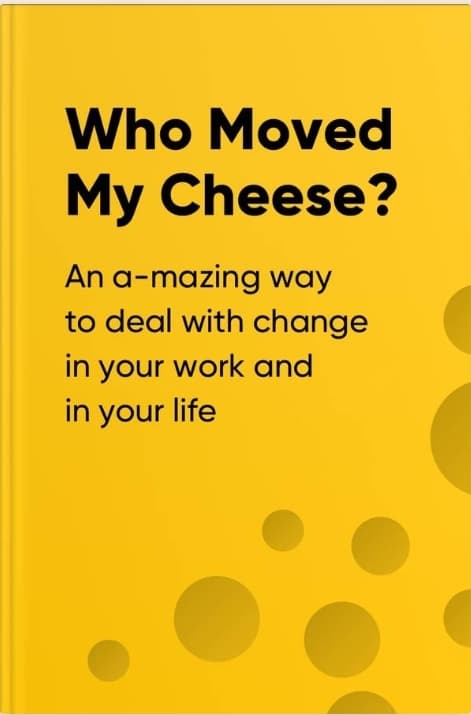 Who Moved
My Cheese?
An a-mazing way
to deal with change
in your work and
in your life